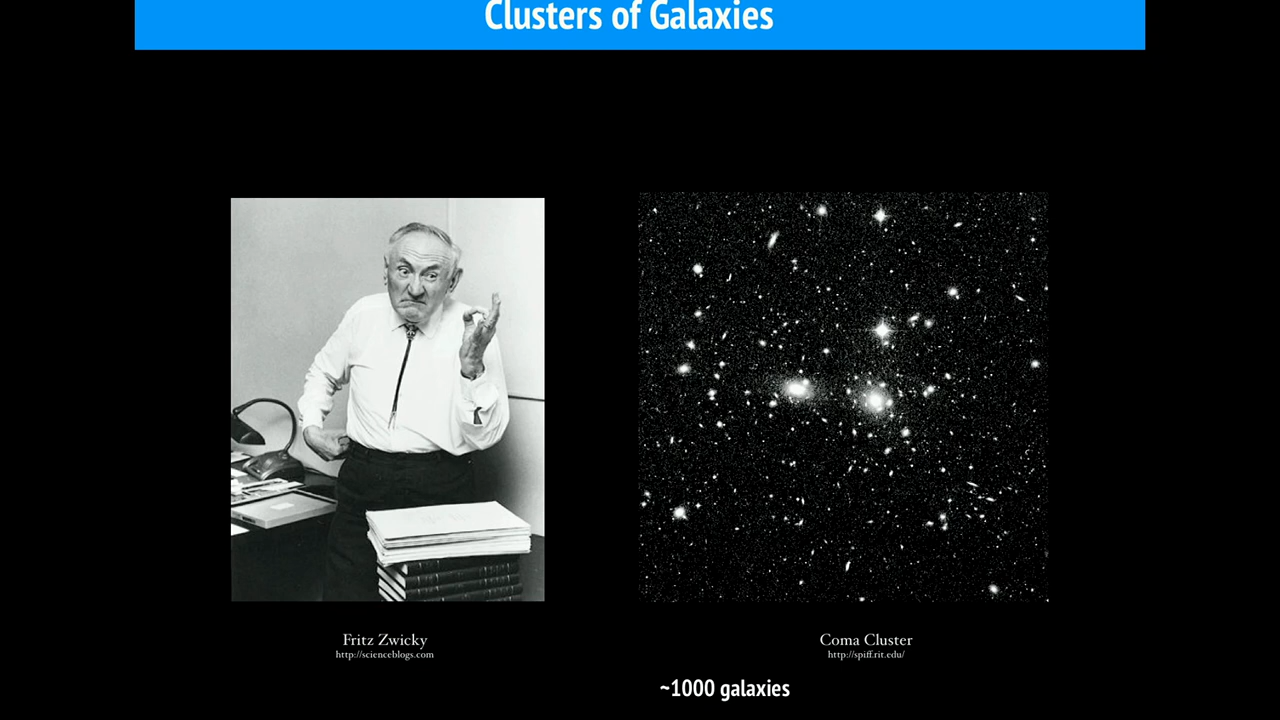 Clusters of Galaxies
Fritz Zwicky
http://scienceblogs.com
Coma Cluster
http://spiff.rit.edu/
~1000 galaxies